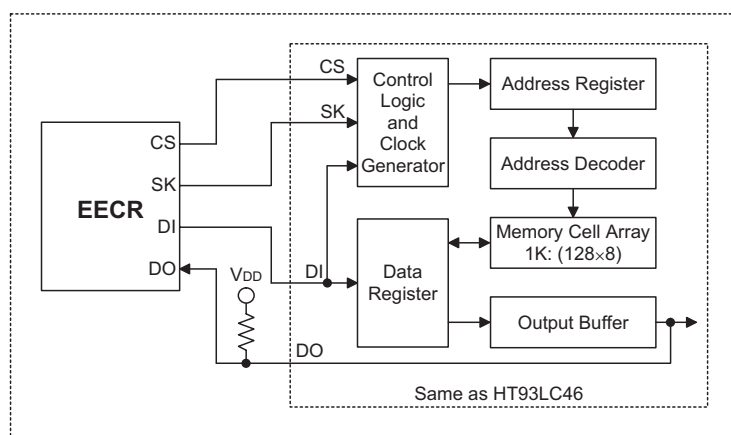 EECR
CS
SK
DI
DO
VDD
CS
SK
DI
DO
Control
Logic
and
Clock
Generator
Address Register
Address Decoder
Memory Cell Array
1K: (128×8)
Data
Register
Output Buffer
Same as HT93LC46